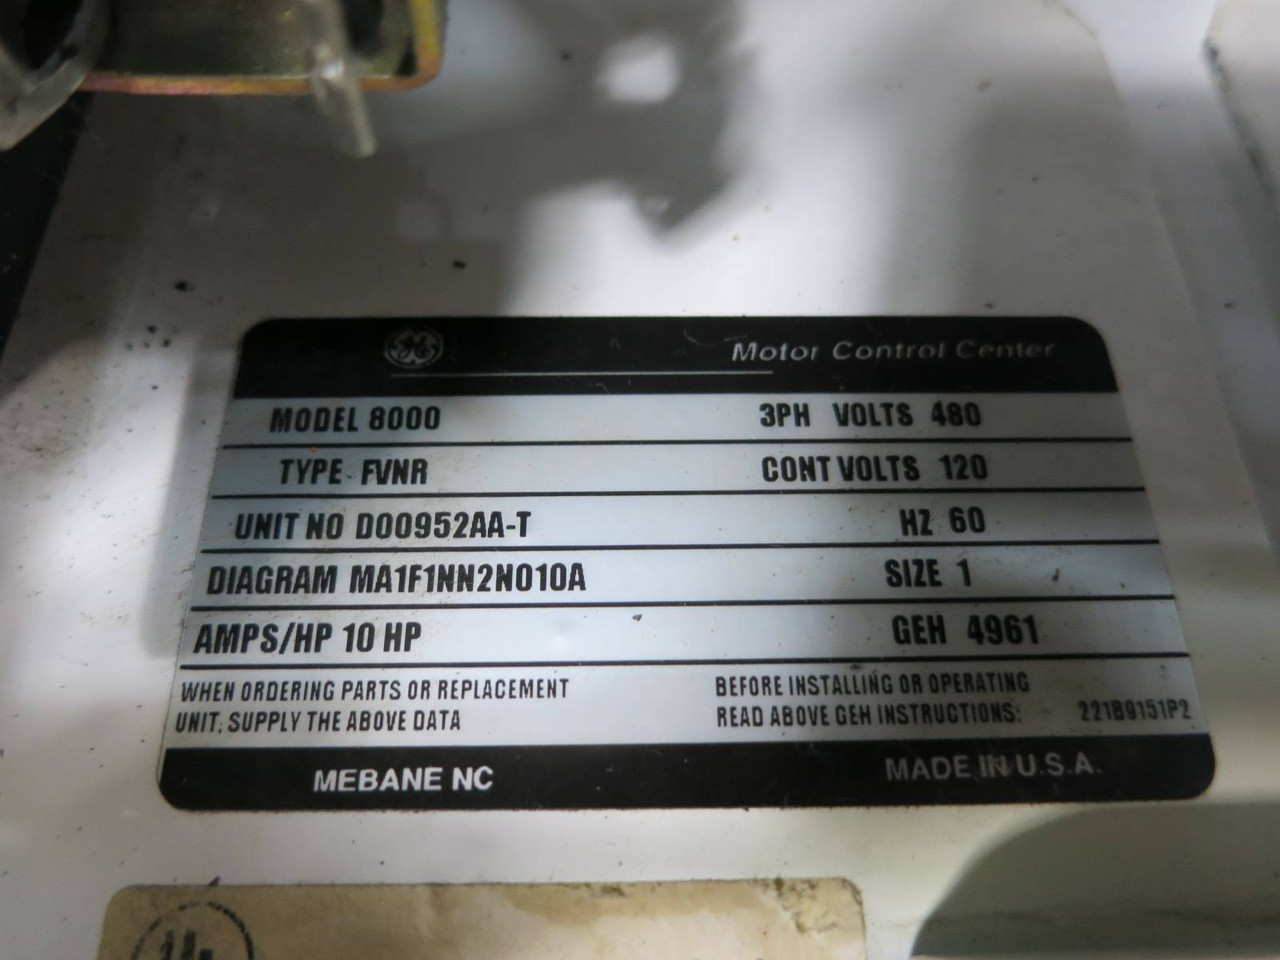 GE Motor Control Center
MODEL 8000 3PH VOLTS 480
TYPE FVNR CONT VOLTS 120
UNIT NO D00952AA-T HZ 60
DIAGRAM MA1F1NN2N010A SIZE 1
AMPS/HP 10 HP GEH 4961
WHEN ORDERING PARTS OR REPLACEMENT
UNIT, SUPPLY THE ABOVE DATA
BEFORE INSTALLING OR OPERATING
READ ABOVE GEH INSTRUCTIONS: 221B9151P2
MEBANE NC MADE IN U.S.A.